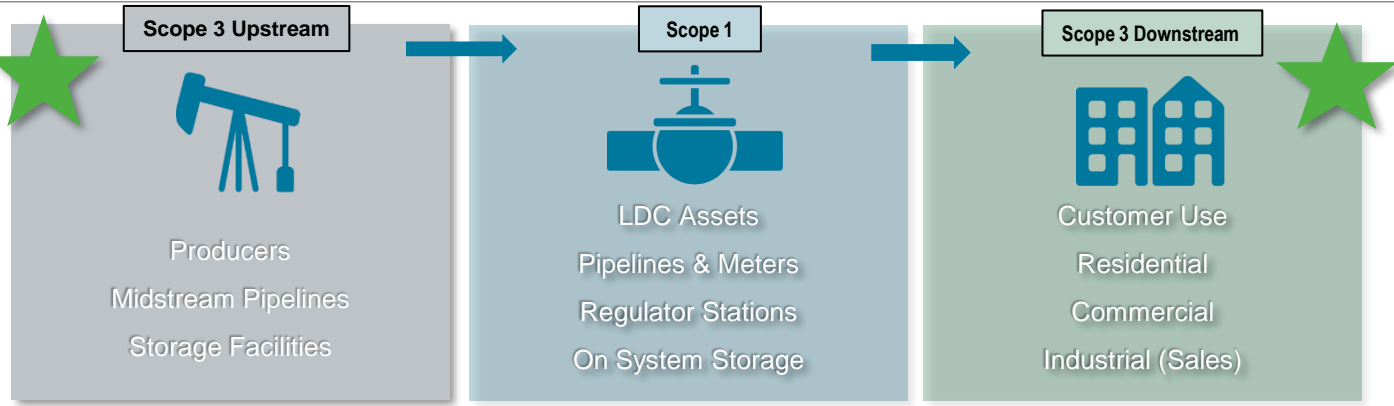 Scope 3 Upstream
Producers
Midstream Pipelines
Storage Facilities
Scope 1
LDC Assets
Pipelines & Meters
Regulator Stations
On System Storage
Scope 3 Downstream
Customer Use
Residential
Commercial
Industrial (Sales)